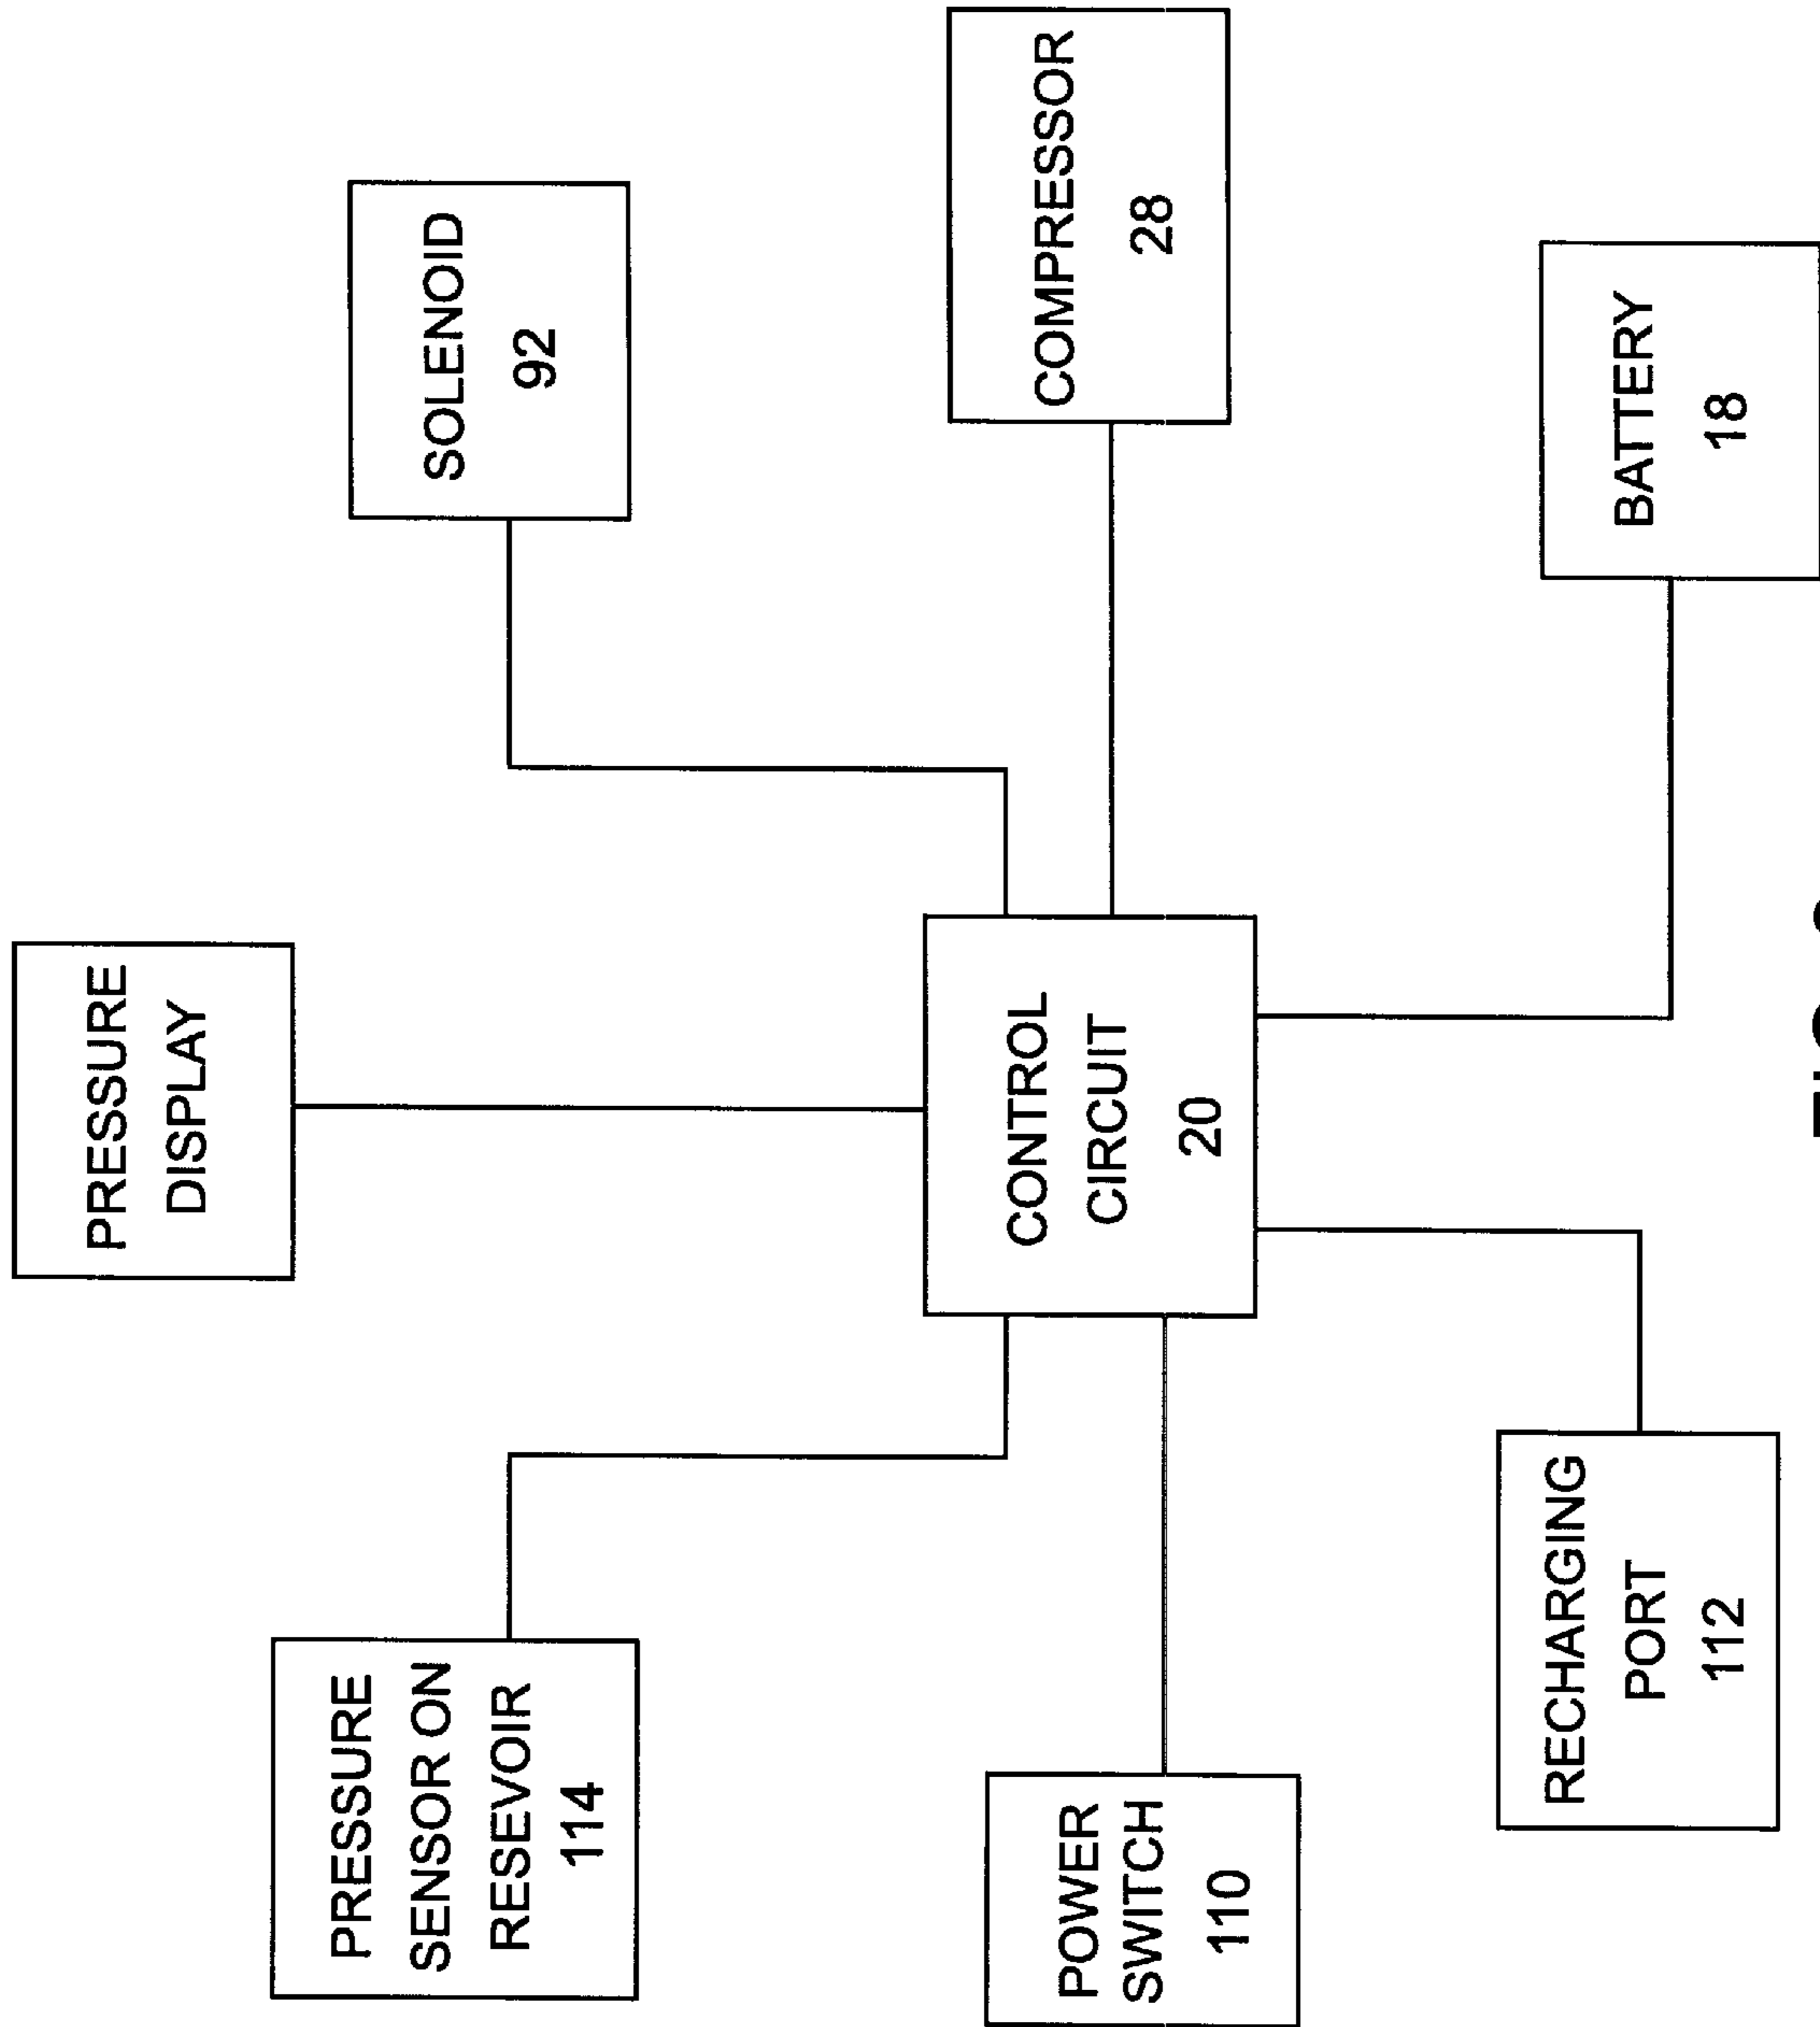 PRESSURE
DISPLAY
PRESSURE
SENSOR ON
RESEVOIR
114
SOLENOID
92
POWER
SWITCH
110
CONTROL
CIRCUIT
20
COMPRESSOR
28
RECHARGING
PORT
112
BATTERY
18